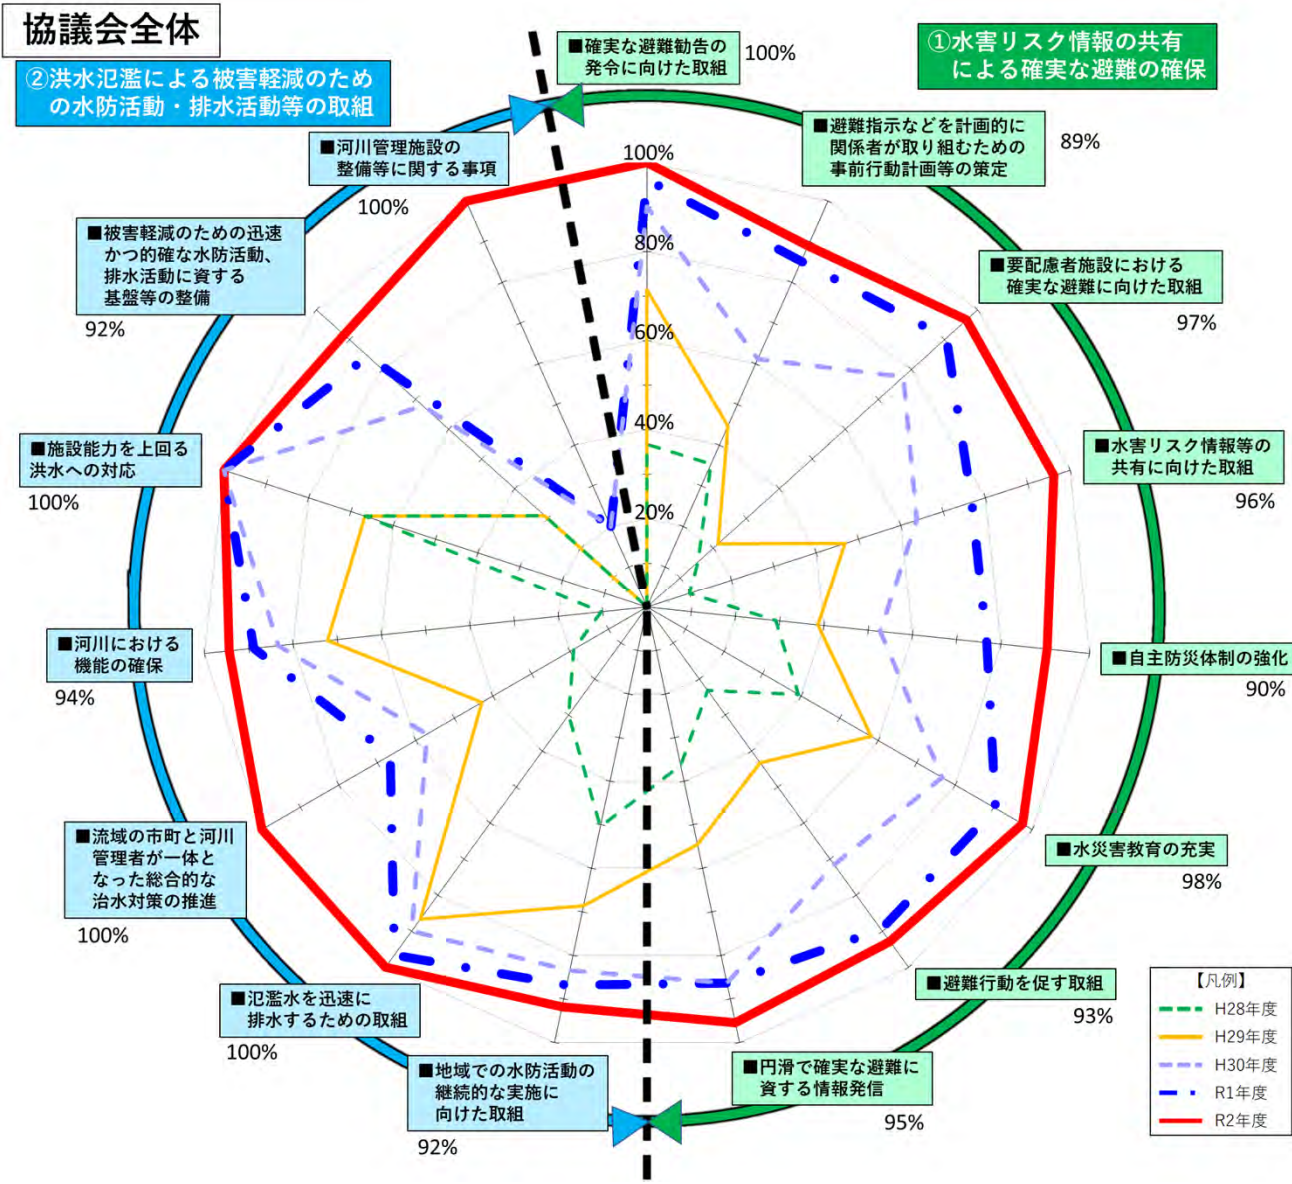 協議会全体
②洪水氾濫による被害軽減のため
の水防活動・排水活動等の取組
①水害リスク情報の共有
による確実な避難の確保
■確実な避難勧告の
発令に向けた取組
100%
■避難指示などを計画的に
関係者が取り組むための
事前行動計画等の策定
89%
■要配慮者施設における
確実な避難に向けた取組
97%
■水害リスク情報等の
共有に向けた取組
96%
■自主防災体制の強化
90%
■水災害教育の充実
98%
■避難行動を促す取組
93%
■円滑で確実な避難に
資する情報発信
95%
■地域での水防活動の
継続的な実施に
向けた取組
92%
■氾濫水を迅速に
排水するための取組
100%
■流域の市町と河川
管理者が一体と
なった総合的な
治水対策の推進
100%
■河川における
機能の確保
94%
■施設能力を上回る
洪水への対応
100%
■被害軽減のための迅速
かつ的確な水防活動、
排水活動に資する
基盤等の整備
92%
■河川管理施設の
整備等に関する事項
100%
100%
80%
60%
40%
20%
【凡例】
H28年度
H29年度
H30年度
R1年度
R2年度